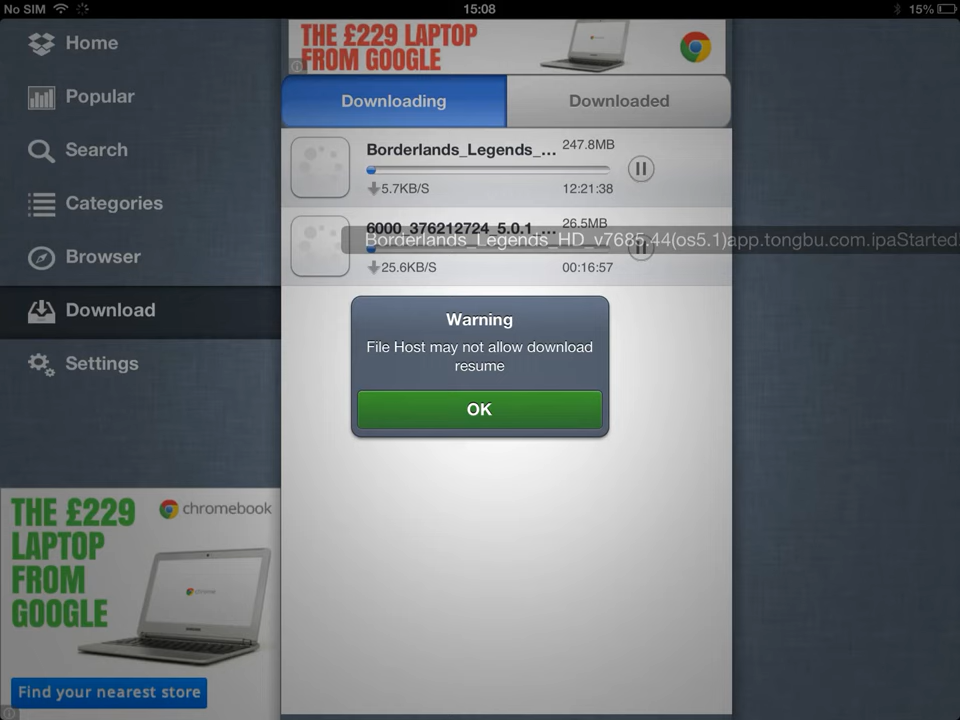 No SIM
15:08
15%
Home
Popular
Search
Categories
Browser
Download
Settings
THE £229 LAPTOP
FROM GOOGLE
Downloading
Downloaded
Borderlands_Legends_...
247.8MB
5.7KB/S
12:21:38
6000_376212724_5.0.1_...
26.5MB
Borderlands_Legends_HD_v7685.44(os5.1)app.tongbu.com.ipaStarted
25.6KB/S
00:16:57
Warning
File Host may not allow download
resume
OK
THE £229
LAPTOP
FROM
GOOGLE
chromebook
chrome
SAMSUNG
Find your nearest store